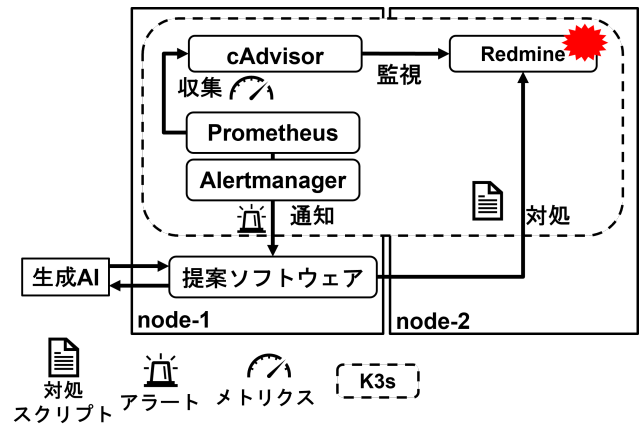 cAdvisor
Redmine
収集
監視
Prometheus
Alertmanager
通知
対処
生成AI
提案ソフトウェア
node-1
node-2
対処
スクリプト
アラート
メトリクス
K3s